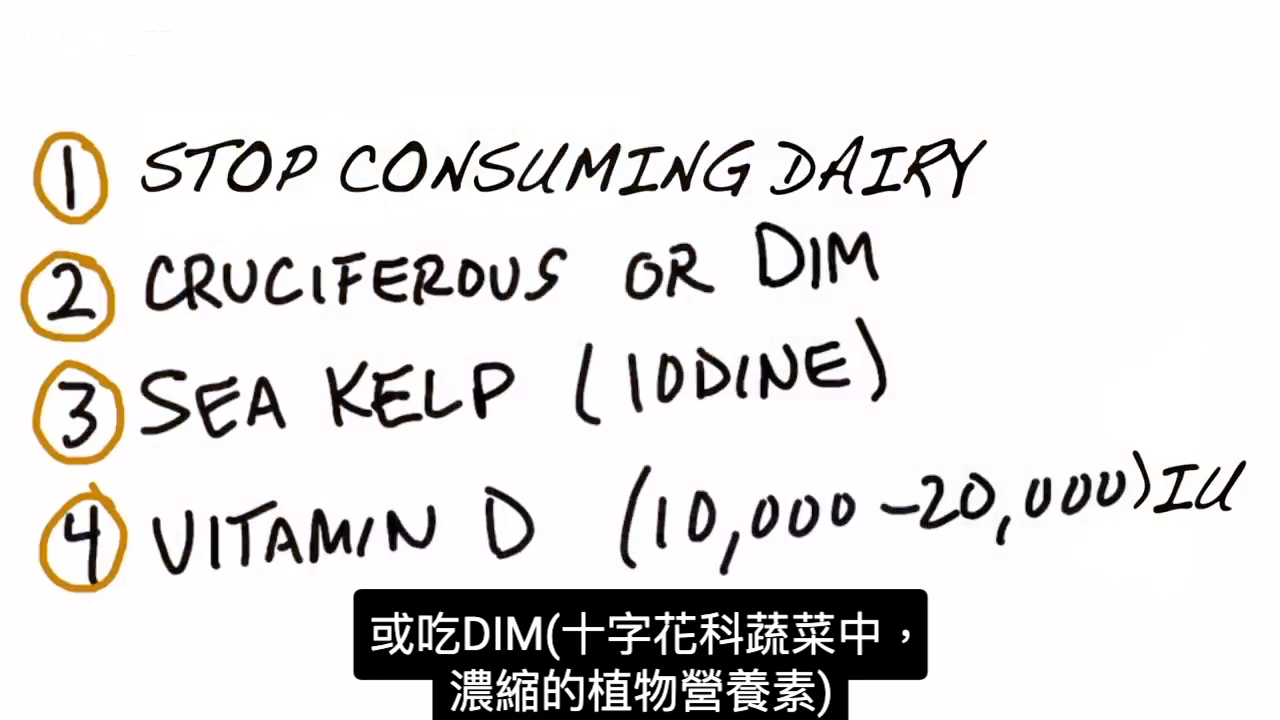 1 STOP CONSUMING DAIRY
2 CRUCIFEROUS OR DIM
3 SEA KELP (IODINE)
4 VITAMIN D (10,000-20,000) IU
或吃DIM(十字花科蔬菜中，
濃縮的植物營養素)